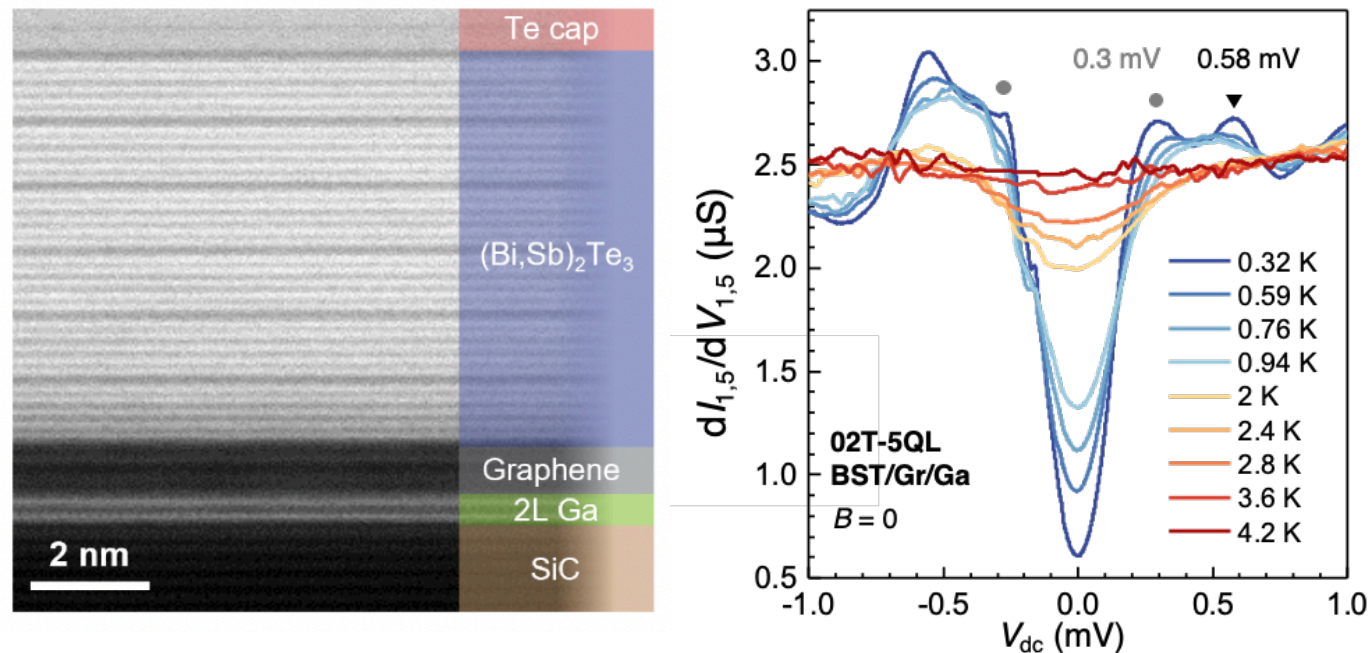 Te cap
(Bi,Sb)₂Te₃
Graphene
2L Ga
SiC
2 nm
dI₁,₅/dV₁,₅ (µS)
3.0
2.5
2.0
1.5
1.0
0.5
0.3 mV
0.58 mV
0.32 K
0.59 K
0.76 K
0.94 K
2 K
2.4 K
2.8 K
3.6 K
4.2 K
02T-5QL
BST/Gr/Ga
B = 0
-1.0 -0.5 0.0 0.5 1.0
V_dc (mV)